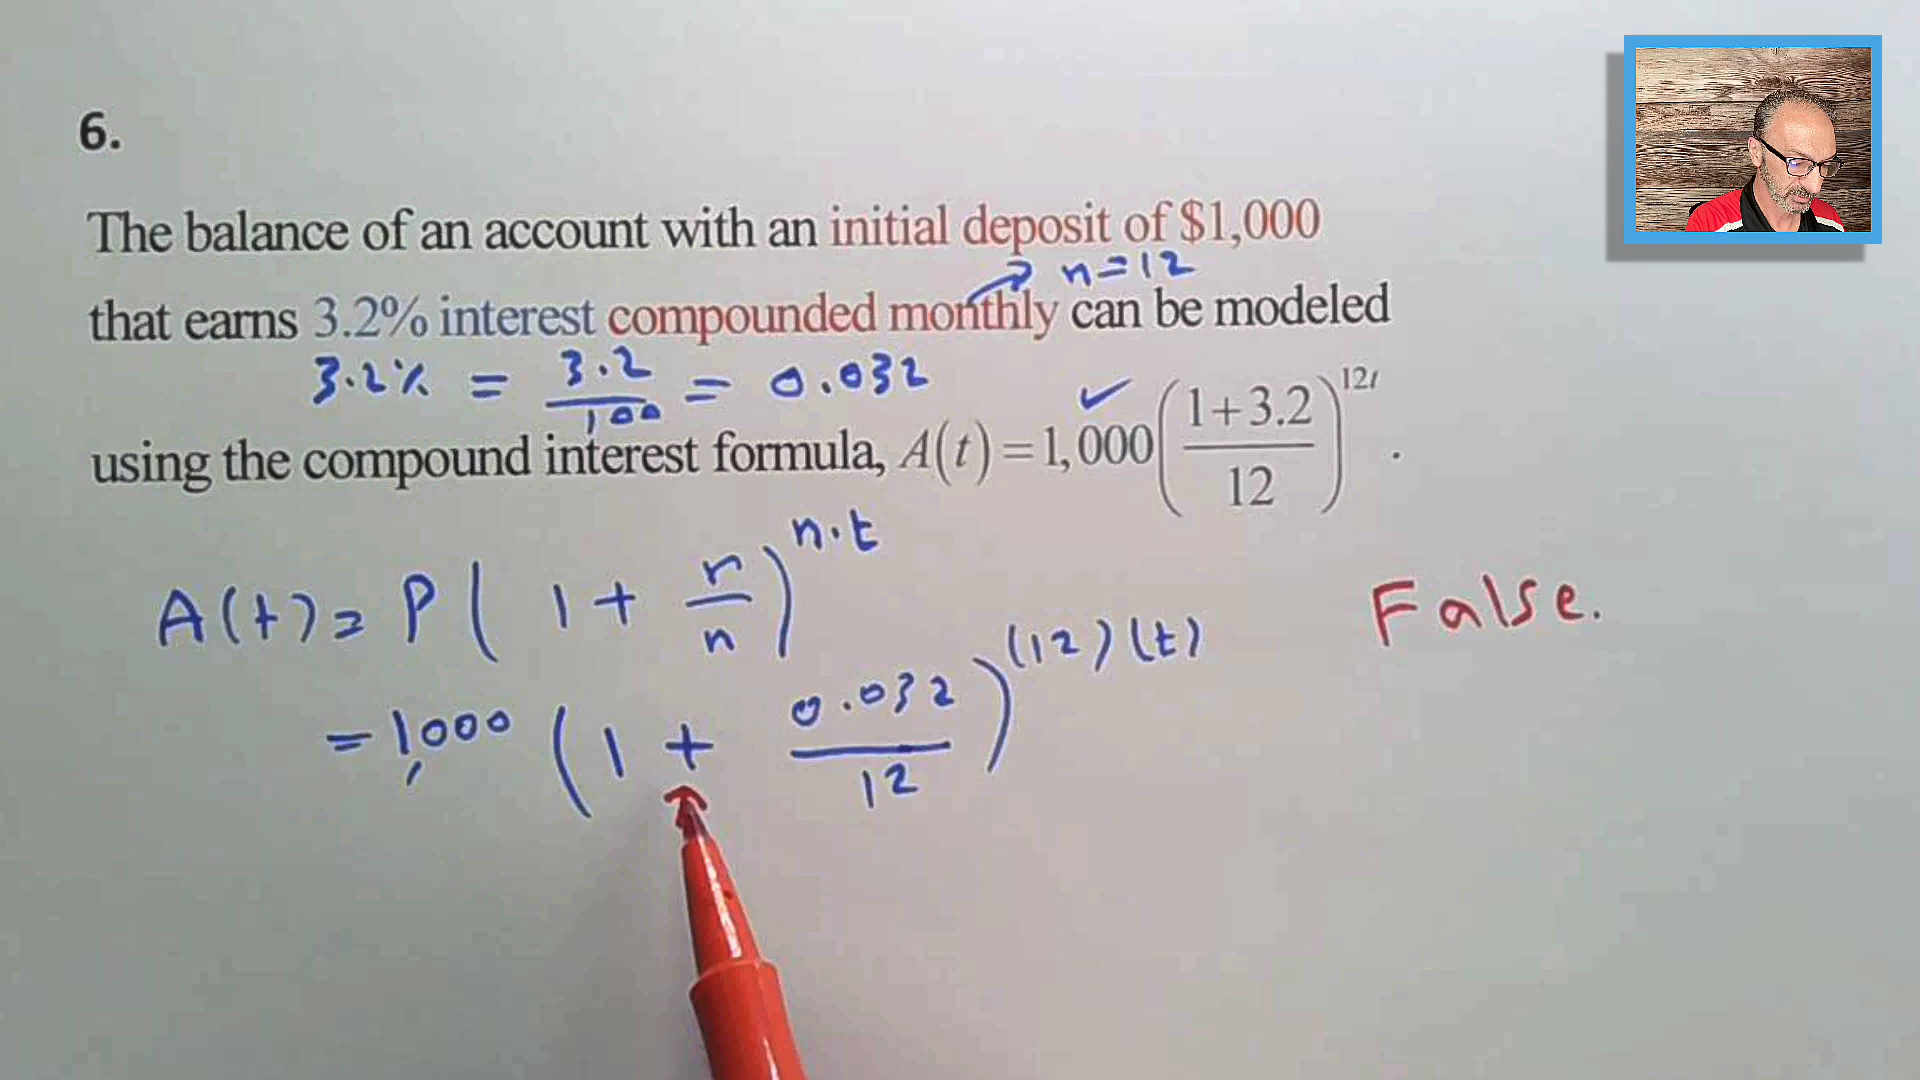 6.
The balance of an account with an initial deposit of $1,000
n=12
that earns 3.2% interest compounded monthly can be modeled
3.2% = 3.2/100 = 0.032
using the compound interest formula, A(t)=1,000((1+3.2)/12)^12t.
A(t)= P(1+r/n)^n·t
False.
=1,000(1+0.032/12)^(12)(t)